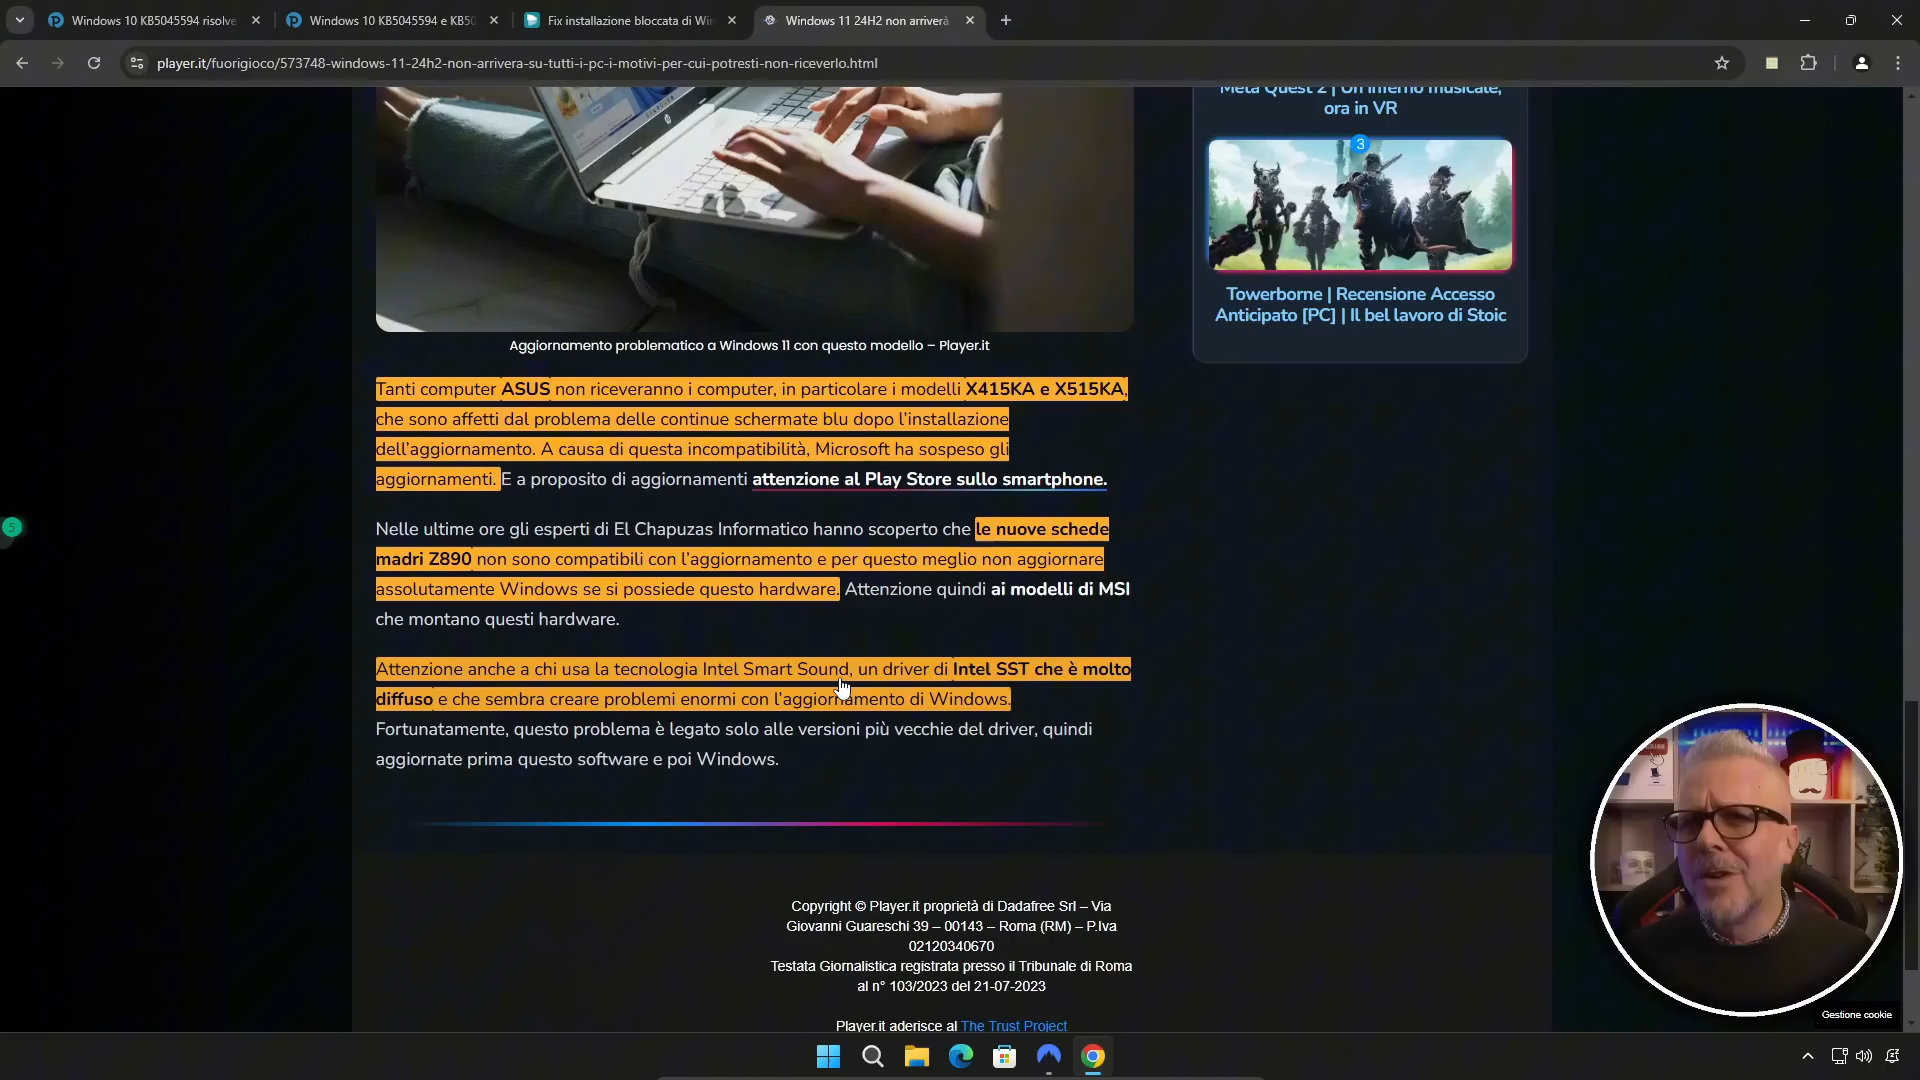 Windows 10 KB5045594 risolve
Windows 10 KB5045594 e KB50
Fix installazione bloccata di Win
Windows 11 24H2 non arriverà
player.it/fuorigioco/573748-windows-11-24h2-non-arrivera-su-tutti-i-pc-i-motivi-per-cui-potresti-non-riceverlo.html
Meta Quest 2 | Un inferno musicale,
ora in VR
3
Towerborne | Recensione Accesso
Anticipato [PC] | Il bel lavoro di Stoic
Aggiornamento problematico a Windows 11 con questo modello – Player.it
Tanti computer ASUS non riceveranno i computer, in particolare i modelli X415KA e X515KA,
che sono affetti dal problema delle continue schermate blu dopo l'installazione
dell'aggiornamento. A causa di questa incompatibilità, Microsoft ha sospeso gli
aggiornamenti. E a proposito di aggiornamenti attenzione al Play Store sullo smartphone.
5
Nelle ultime ore gli esperti di El Chapuzas Informatico hanno scoperto che le nuove schede
madri Z890 non sono compatibili con l'aggiornamento e per questo meglio non aggiornare
assolutamente Windows se si possiede questo hardware. Attenzione quindi ai modelli di MSI
che montano questi hardware.
Attenzione anche a chi usa la tecnologia Intel Smart Sound, un driver di Intel SST che è molto
diffuso e che sembra creare problemi enormi con l'aggiornamento di Windows.
Fortunatamente, questo problema è legato solo alle versioni più vecchie del driver, quindi
aggiornate prima questo software e poi Windows.
Copyright © Player.it proprietà di Dadafree Srl – Via
Giovanni Guareschi 39 – 00143 – Roma (RM) – P.Iva
02120340670
Testata Giornalistica registrata presso il Tribunale di Roma
al n° 103/2023 del 21-07-2023
Player.it aderisce al The Trust Project
Gestione cookie